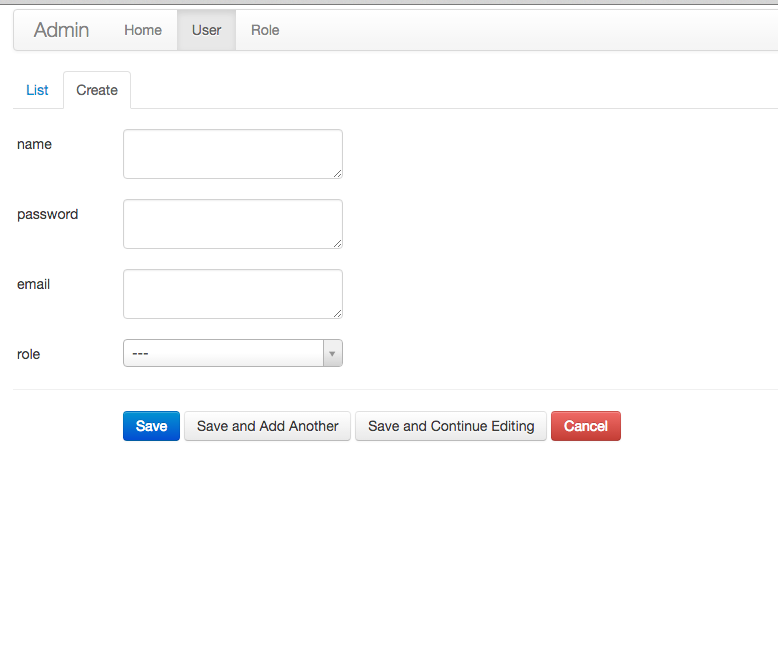 Admin Home User Role
List Create
name
password
email
role ---
Save Save and Add Another Save and Continue Editing Cancel